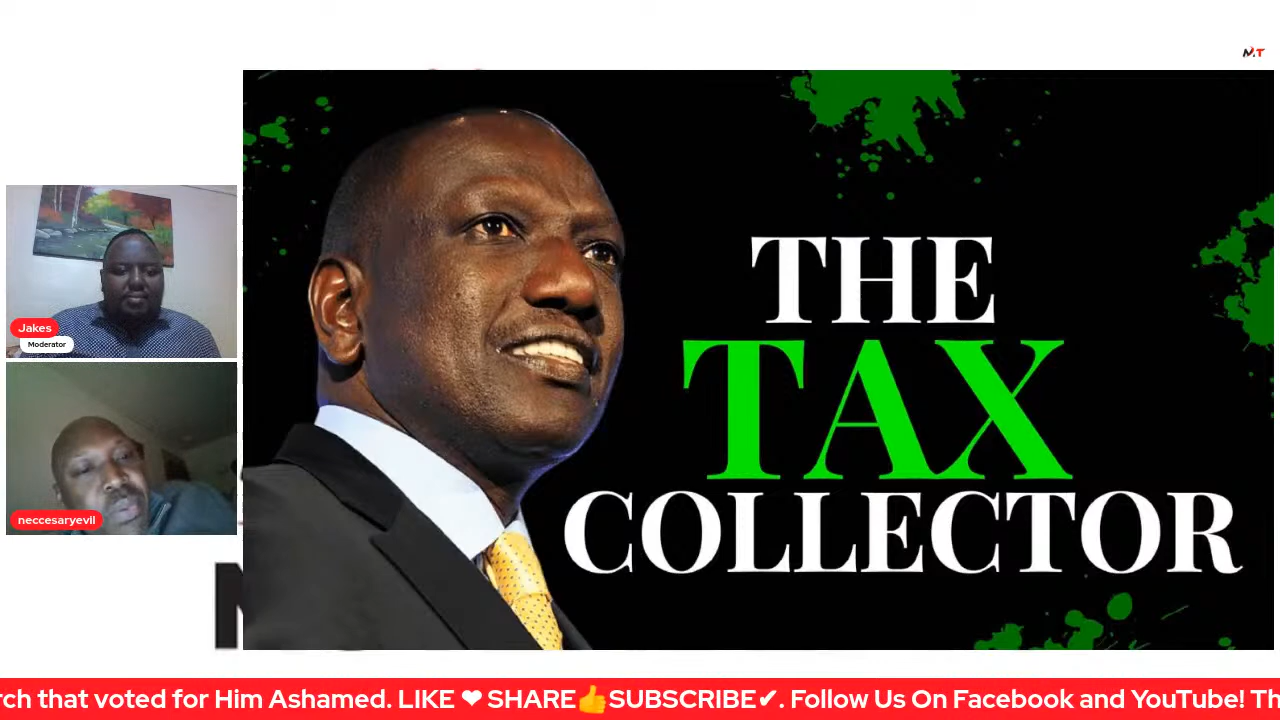 N.T
Jakes
Moderator
neccesaryevil
THE
TAX
COLLECTOR
rch that voted for Him Ashamed. LIKE ❤ SHARE👍SUBSCRIBE✔. Follow Us On Facebook and YouTube! Th